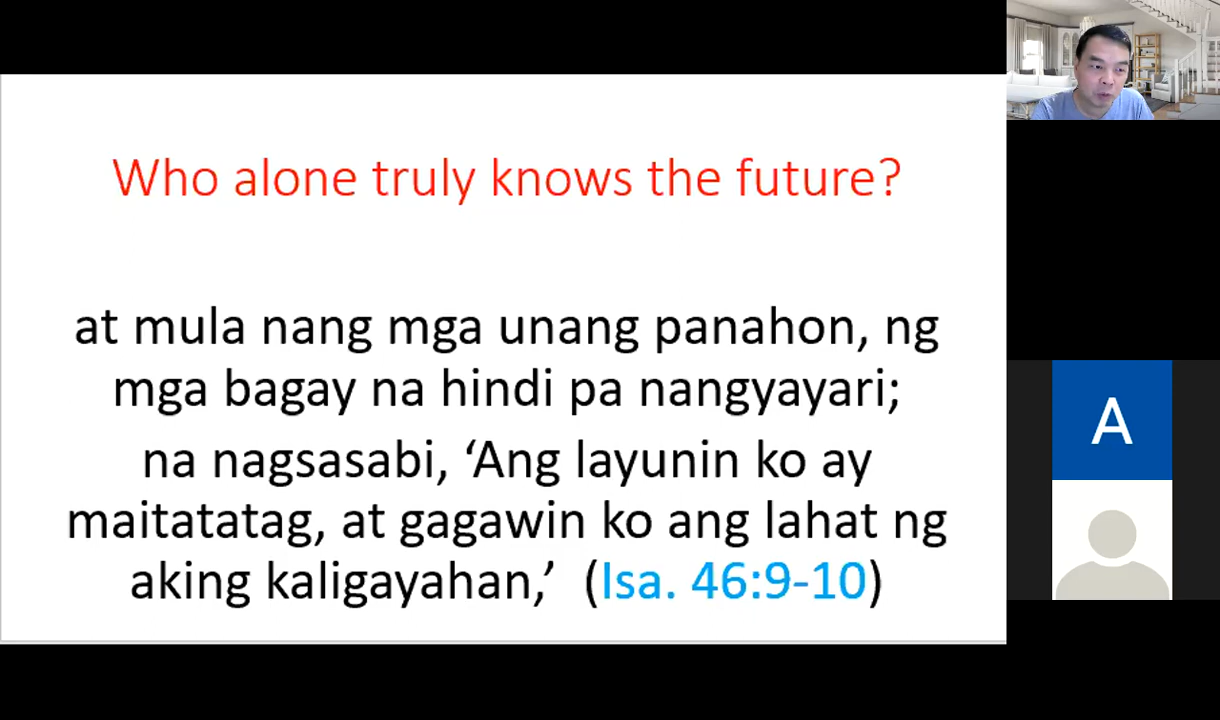 Who alone truly knows the future?
at mula nang mga unang panahon, ng
mga bagay na hindi pa nangyayari;
na nagsasabi, ‘Ang layunin ko ay
maitatatag, at gagawin ko ang lahat ng
aking kaligayahan,’ (Isa. 46:9-10)
A